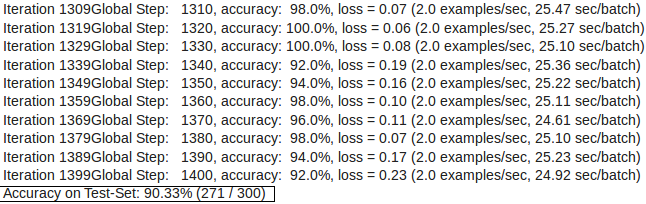 Iteration 1309Global Step: 1310, accuracy: 98.0%, loss = 0.07 (2.0 examples/sec, 25.47 sec/batch)
Iteration 1319Global Step: 1320, accuracy: 100.0%, loss = 0.06 (2.0 examples/sec, 25.27 sec/batch)
Iteration 1329Global Step: 1330, accuracy: 100.0%, loss = 0.08 (2.0 examples/sec, 25.10 sec/batch)
Iteration 1339Global Step: 1340, accuracy: 92.0%, loss = 0.19 (2.0 examples/sec, 25.36 sec/batch)
Iteration 1349Global Step: 1350, accuracy: 94.0%, loss = 0.16 (2.0 examples/sec, 25.22 sec/batch)
Iteration 1359Global Step: 1360, accuracy: 98.0%, loss = 0.10 (2.0 examples/sec, 25.11 sec/batch)
Iteration 1369Global Step: 1370, accuracy: 96.0%, loss = 0.11 (2.0 examples/sec, 24.61 sec/batch)
Iteration 1379Global Step: 1380, accuracy: 98.0%, loss = 0.07 (2.0 examples/sec, 25.10 sec/batch)
Iteration 1389Global Step: 1390, accuracy: 94.0%, loss = 0.17 (2.0 examples/sec, 25.23 sec/batch)
Iteration 1399Global Step: 1400, accuracy: 92.0%, loss = 0.23 (2.0 examples/sec, 24.92 sec/batch)
Accuracy on Test-Set: 90.33% (271 / 300)